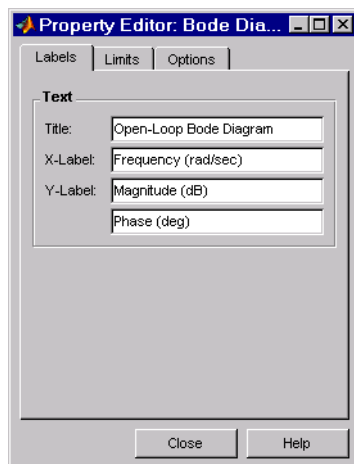 Property Editor: Bode Dia...
Labels Limits Options
Text
Title: Open-Loop Bode Diagram
X-Label: Frequency (rad/sec)
Y-Label: Magnitude (dB)
Phase (deg)
Close Help